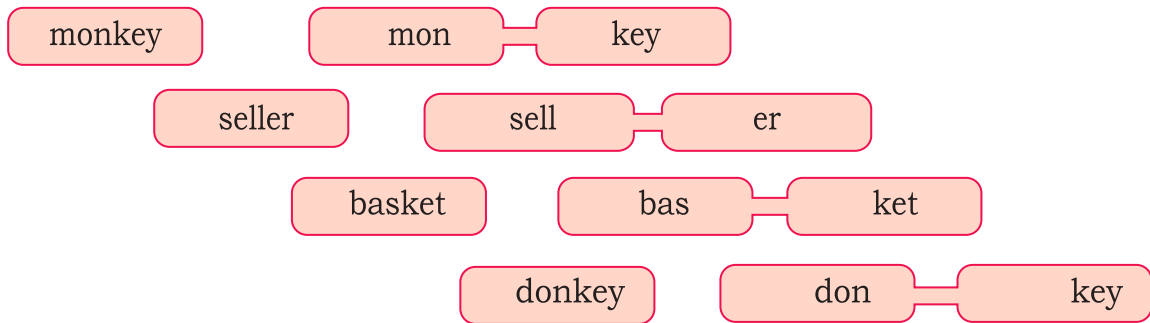 monkey mon key
seller sell er
basket bas ket
donkey don key